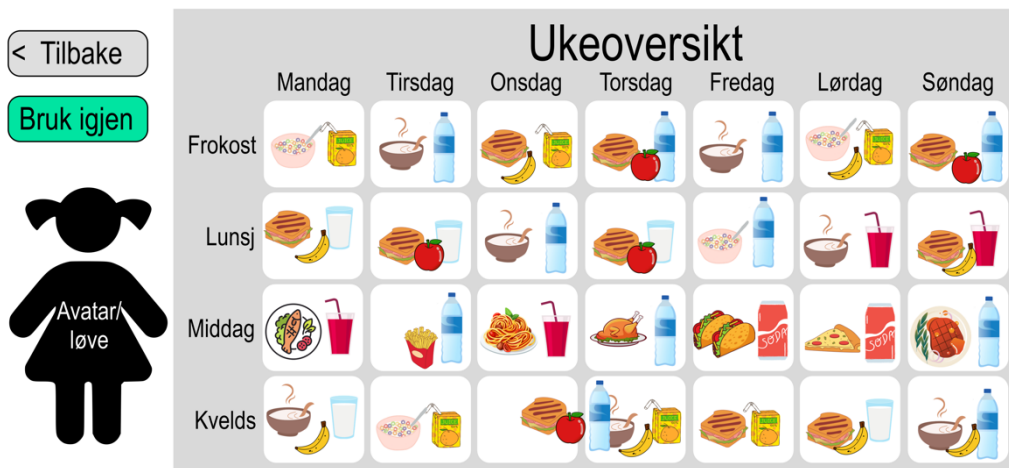 < Tilbake
Bruk igjen
Avatar/
løve
Ukeoversikt
Mandag Tirsdag Onsdag Torsdag Fredag Lørdag Søndag
Frokost
Lunsj
Middag
SODA SODA
Kvelds